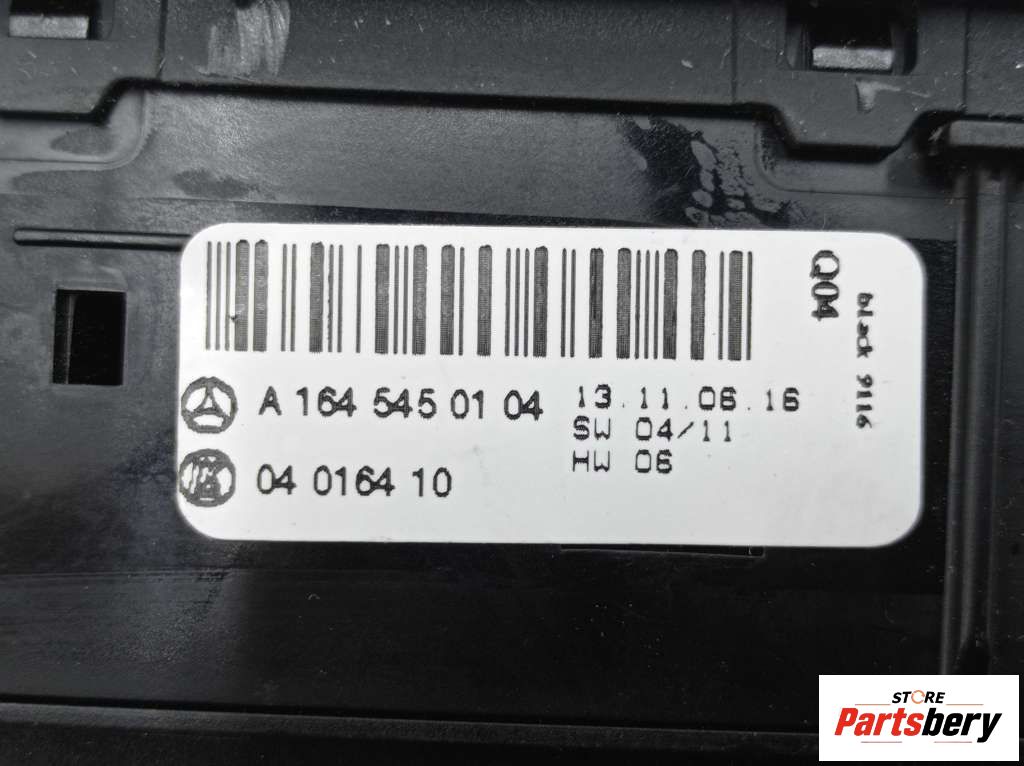 A 164 545 01 04
13.11.06.16
SW 04/11
HW 06
04 0164 10
Q04
black 9116
STORE
Partsbery